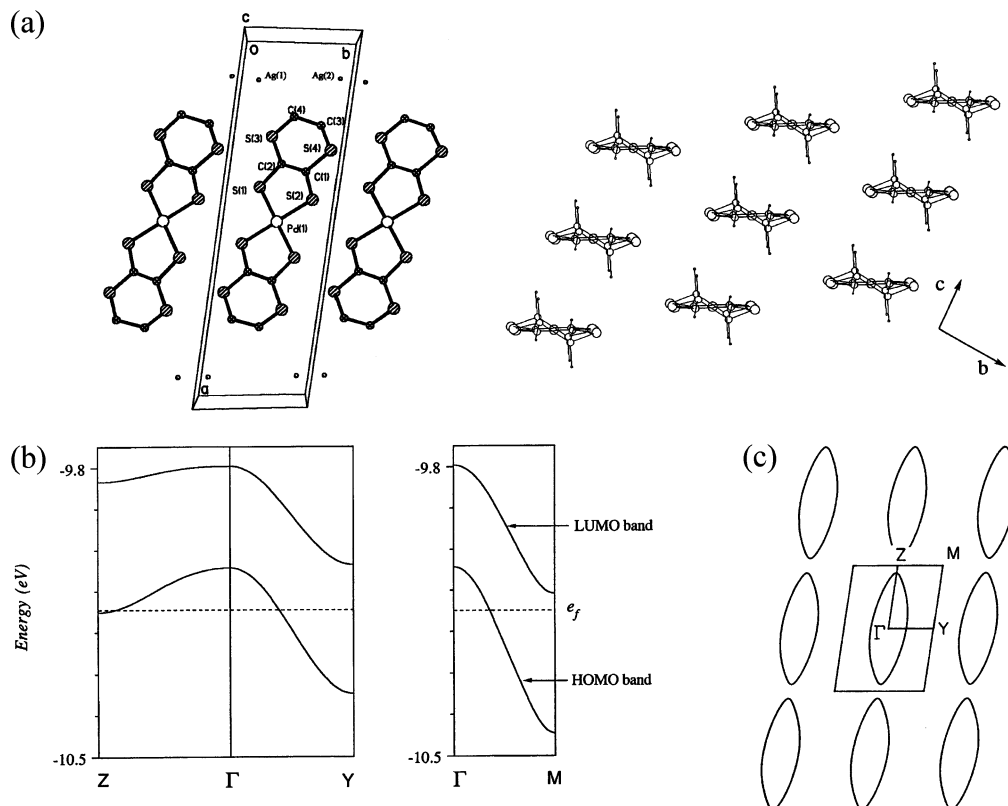 (a)
c
o
b
Ag(1)
Ag(2)
C(4)
C(3)
S(3)
S(4)
C(2)
C(1)
S(1)
S(2)
Pd(1)
a
c
b
(b)
-9.8
-10.5
Energy (eV)
Z
Γ
Y
-9.8
LUMO band
e_f
HOMO band
-10.5
Γ
M
(c)
Z
M
Γ
Y